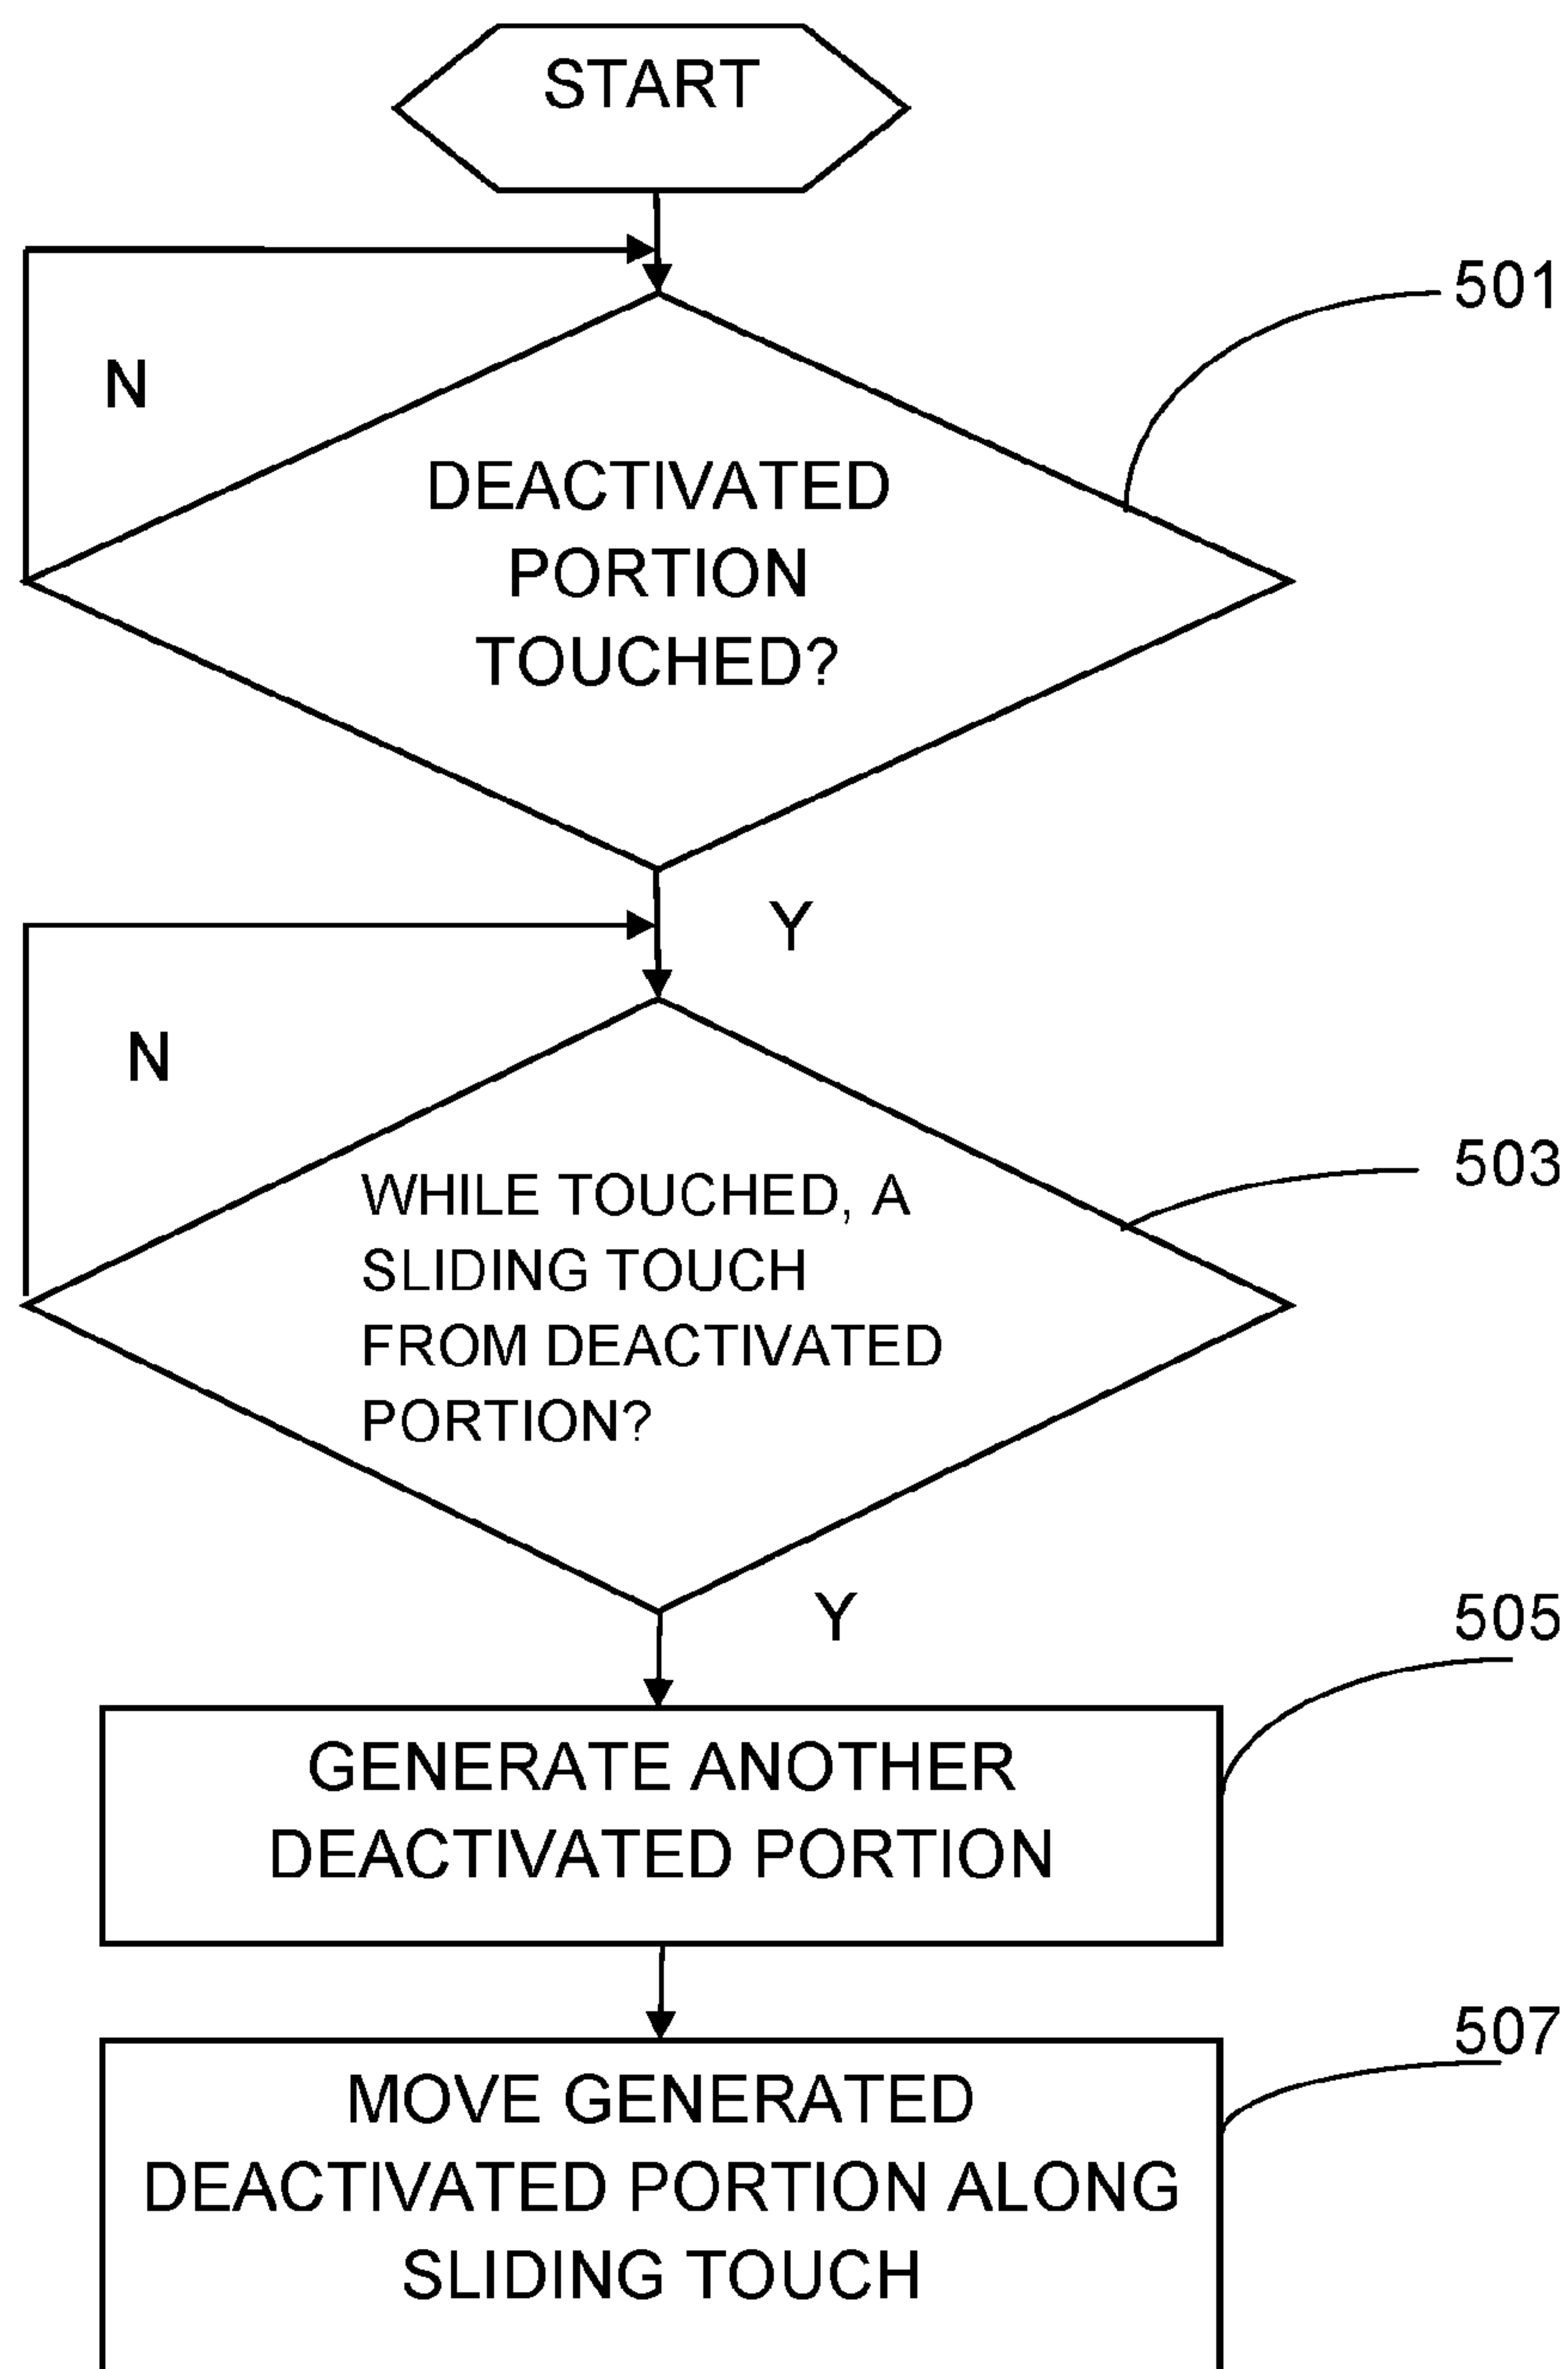 START
501
N
DEACTIVATED
PORTION
TOUCHED?
Y
N
503
WHILE TOUCHED, A
SLIDING TOUCH
FROM DEACTIVATED
PORTION?
Y
505
GENERATE ANOTHER
DEACTIVATED PORTION
507
MOVE GENERATED
DEACTIVATED PORTION ALONG
SLIDING TOUCH